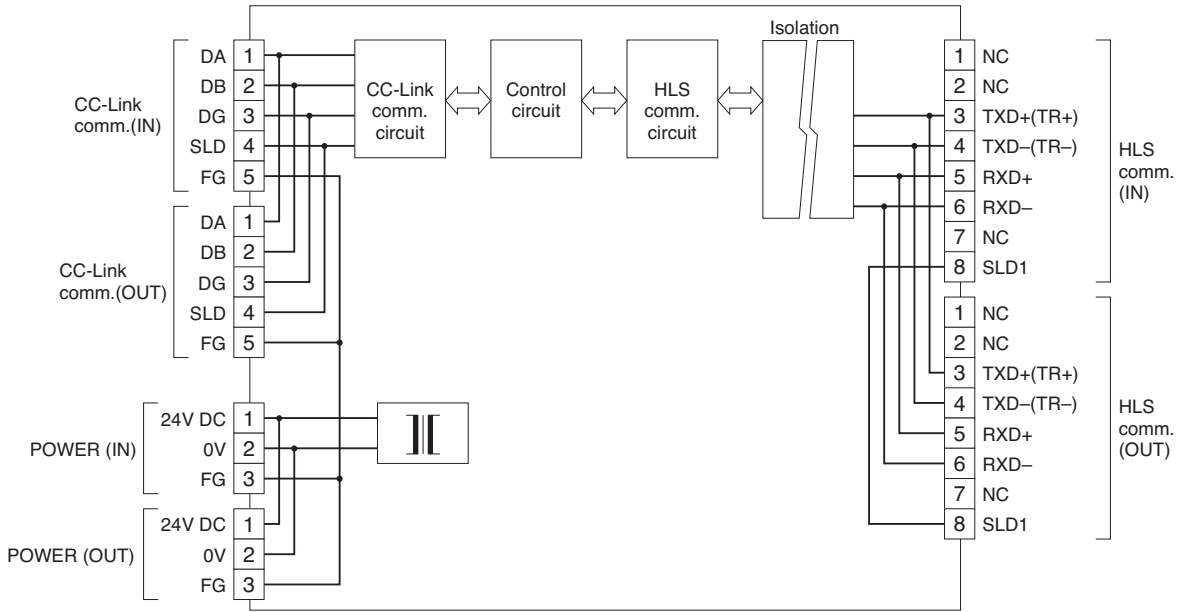 Isolation
CC-Link
comm.(IN)
DA 1
DB 2
DG 3
SLD 4
FG 5
CC-Link
comm.(OUT)
DA 1
DB 2
DG 3
SLD 4
FG 5
POWER (IN)
24V DC 1
0V 2
FG 3
POWER (OUT)
24V DC 1
0V 2
FG 3
CC-Link
comm.
circuit
Control
circuit
HLS
comm.
circuit
1 NC
2 NC
3 TXD+(TR+)
4 TXD–(TR–)
5 RXD+
6 RXD–
7 NC
8 SLD1
HLS
comm.
(IN)
1 NC
2 NC
3 TXD+(TR+)
4 TXD–(TR–)
5 RXD+
6 RXD–
7 NC
8 SLD1
HLS
comm.
(OUT)